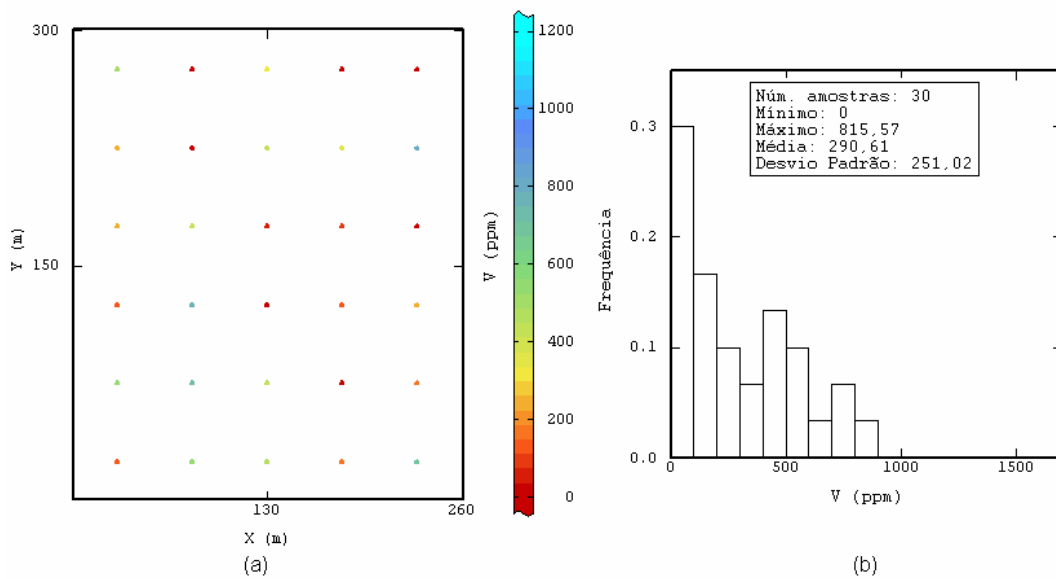 300
150
Y (m)
130
260
X (m)
(a)
1200
1000
800
600
400
200
0
V (ppm)
Núm. amostras: 30
Mínimo: 0
Máximo: 815,57
Média: 290,61
Desvio Padrão: 251,02
0.3
0.2
0.1
0.0
Frequência
0
500
1000
1500
V (ppm)
(b)